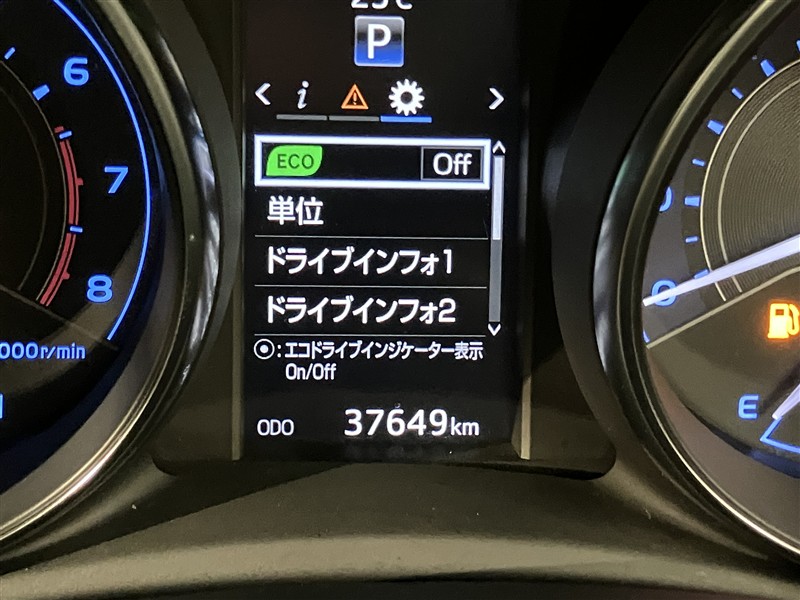 25℃
P
i
ECO Off
単位
ドライブインフォ1
ドライブインフォ2
⦿:エコドライブインジケーター表示
On/Off
ODO 37649km
6
7
8
000r/min
0
E